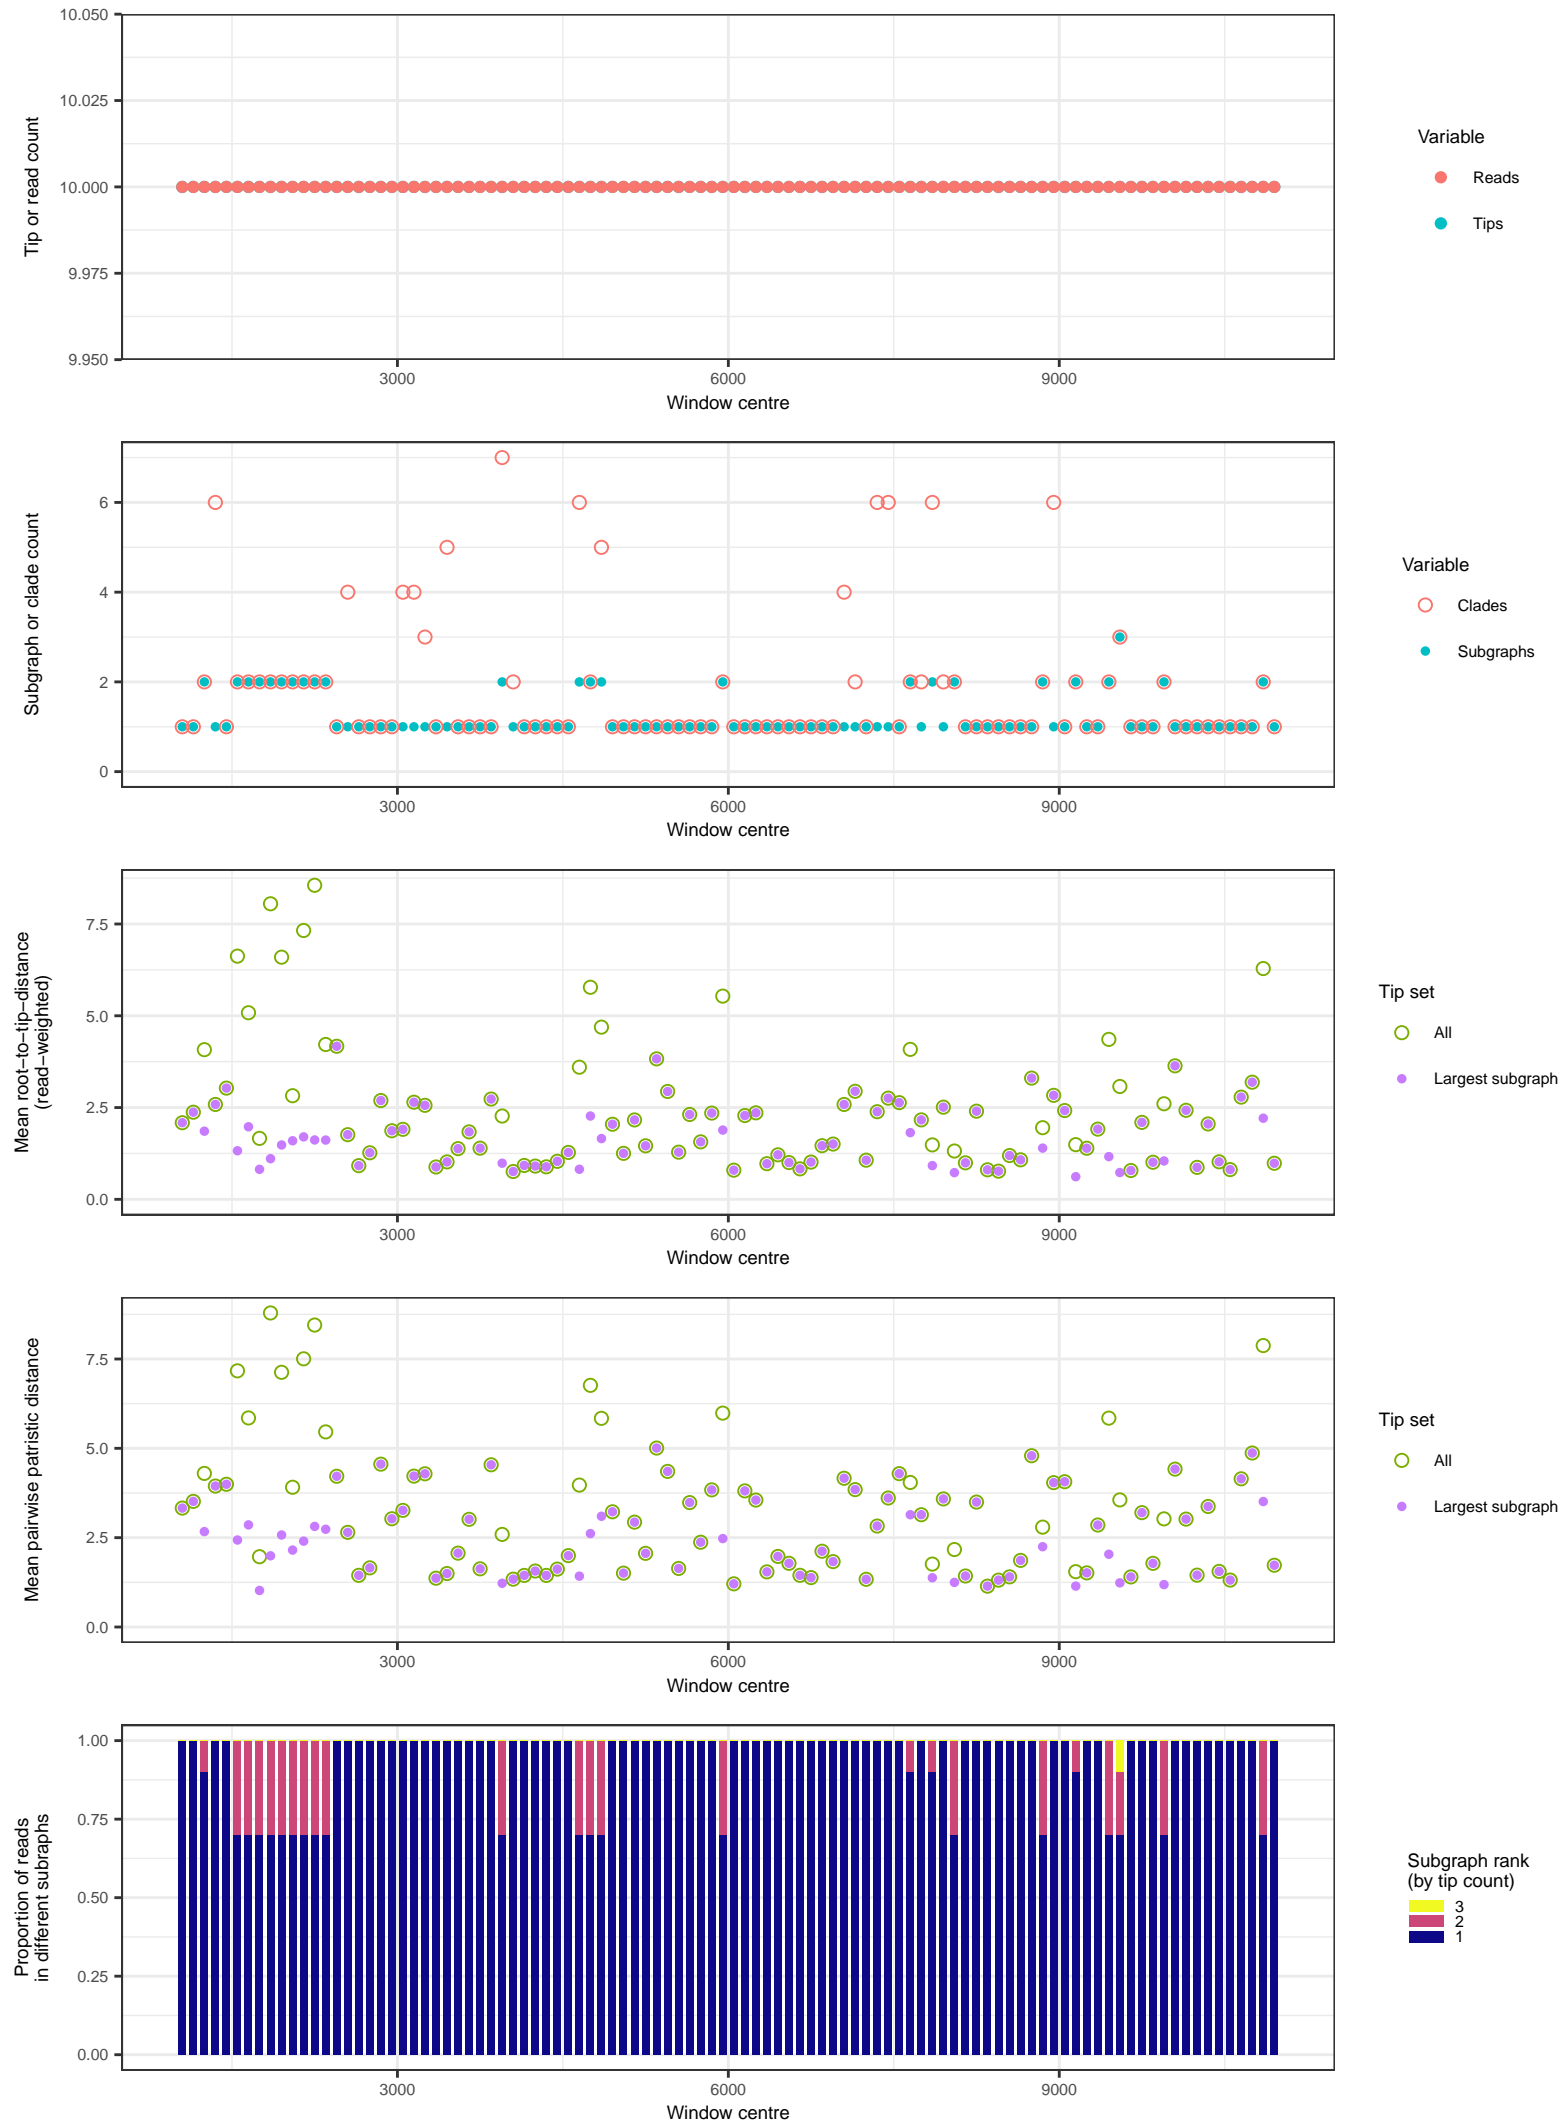 10.050
10.025
10.000
9.975
9.950
Tip or read count
3000
6000
9000
Window centre
Variable
Reads
Tips
6
4
2
0
Subgraph or clade count
3000
6000
9000
Window centre
Variable
Clades
Subgraphs
7.5
5.0
2.5
0.0
Mean root−to−tip−distance
(read−weighted)
3000
6000
9000
Window centre
Tip set
All
Largest subgraph
7.5
5.0
2.5
0.0
Mean pairwise patristic distance
3000
6000
9000
Window centre
Tip set
All
Largest subgraph
1.00
0.75
0.50
0.25
0.00
Proportion of reads
in different subraphs
3000
6000
9000
Window centre
Subgraph rank
(by tip count)
3
2
1